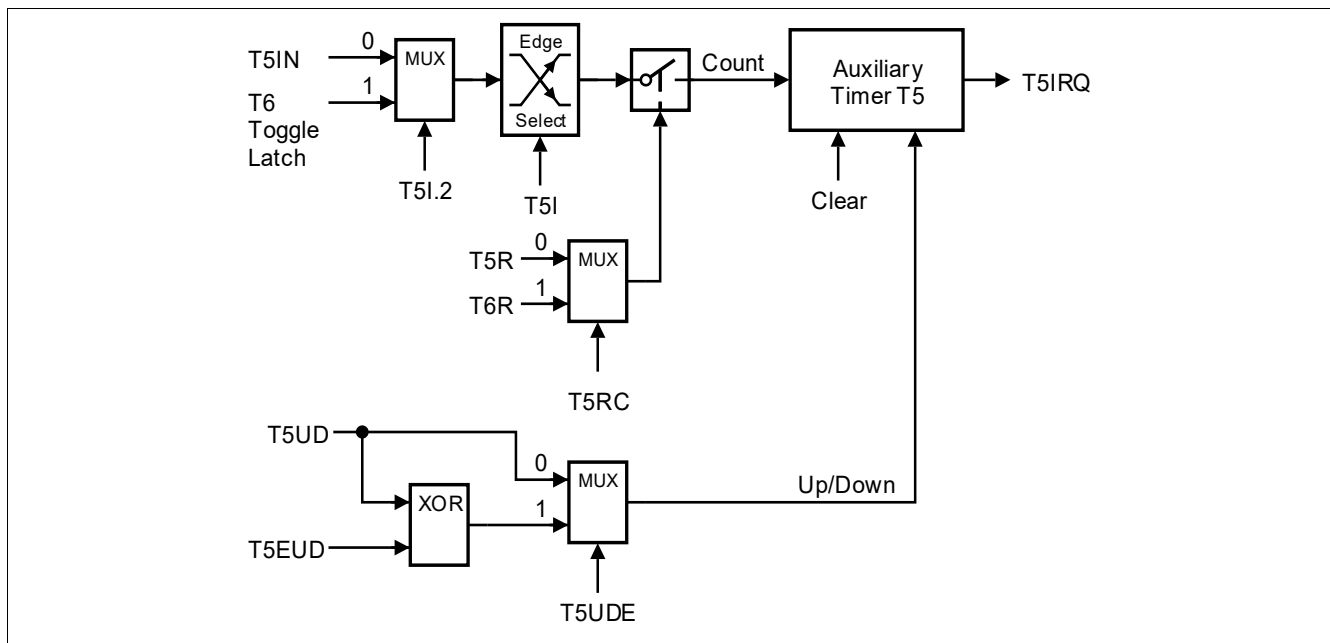 T5IN
0
T6
Toggle
Latch
1
MUX
T5I.2
Edge
Select
T5I
Count
Auxiliary
Timer T5
T5IRQ
Clear
T5R
0
T6R
1
MUX
T5RC
T5UD
0
XOR
1
MUX
Up/Down
T5EUD
T5UDE